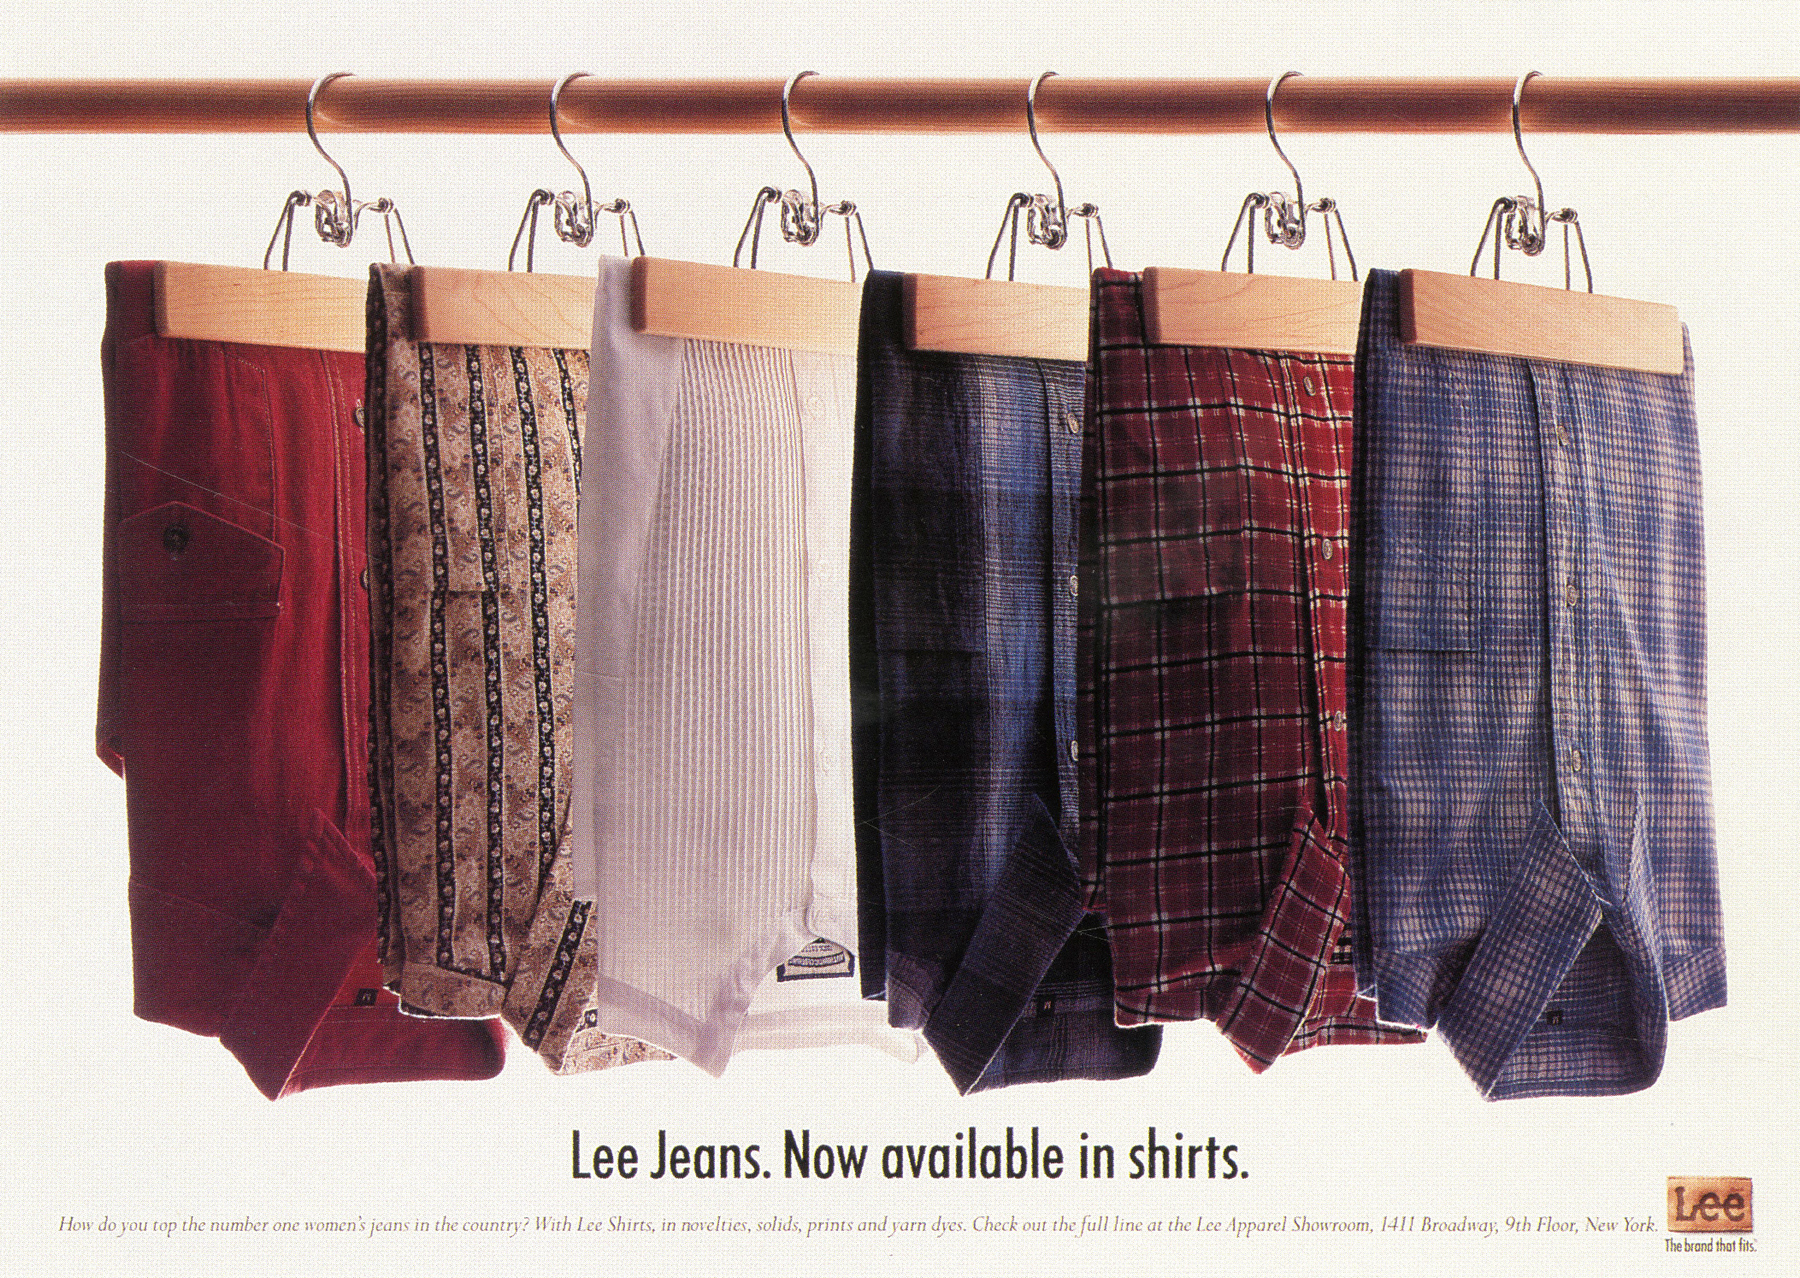 Lee Jeans. Now available in shirts.
How do you top the number one women's jeans in the country? With Lee Shirts, in novelties, solids, prints and yarn dyes. Check out the full line at the Lee Apparel Showroom, 1411 Broadway, 9th Floor, New York.
Lee
The brand that fits.